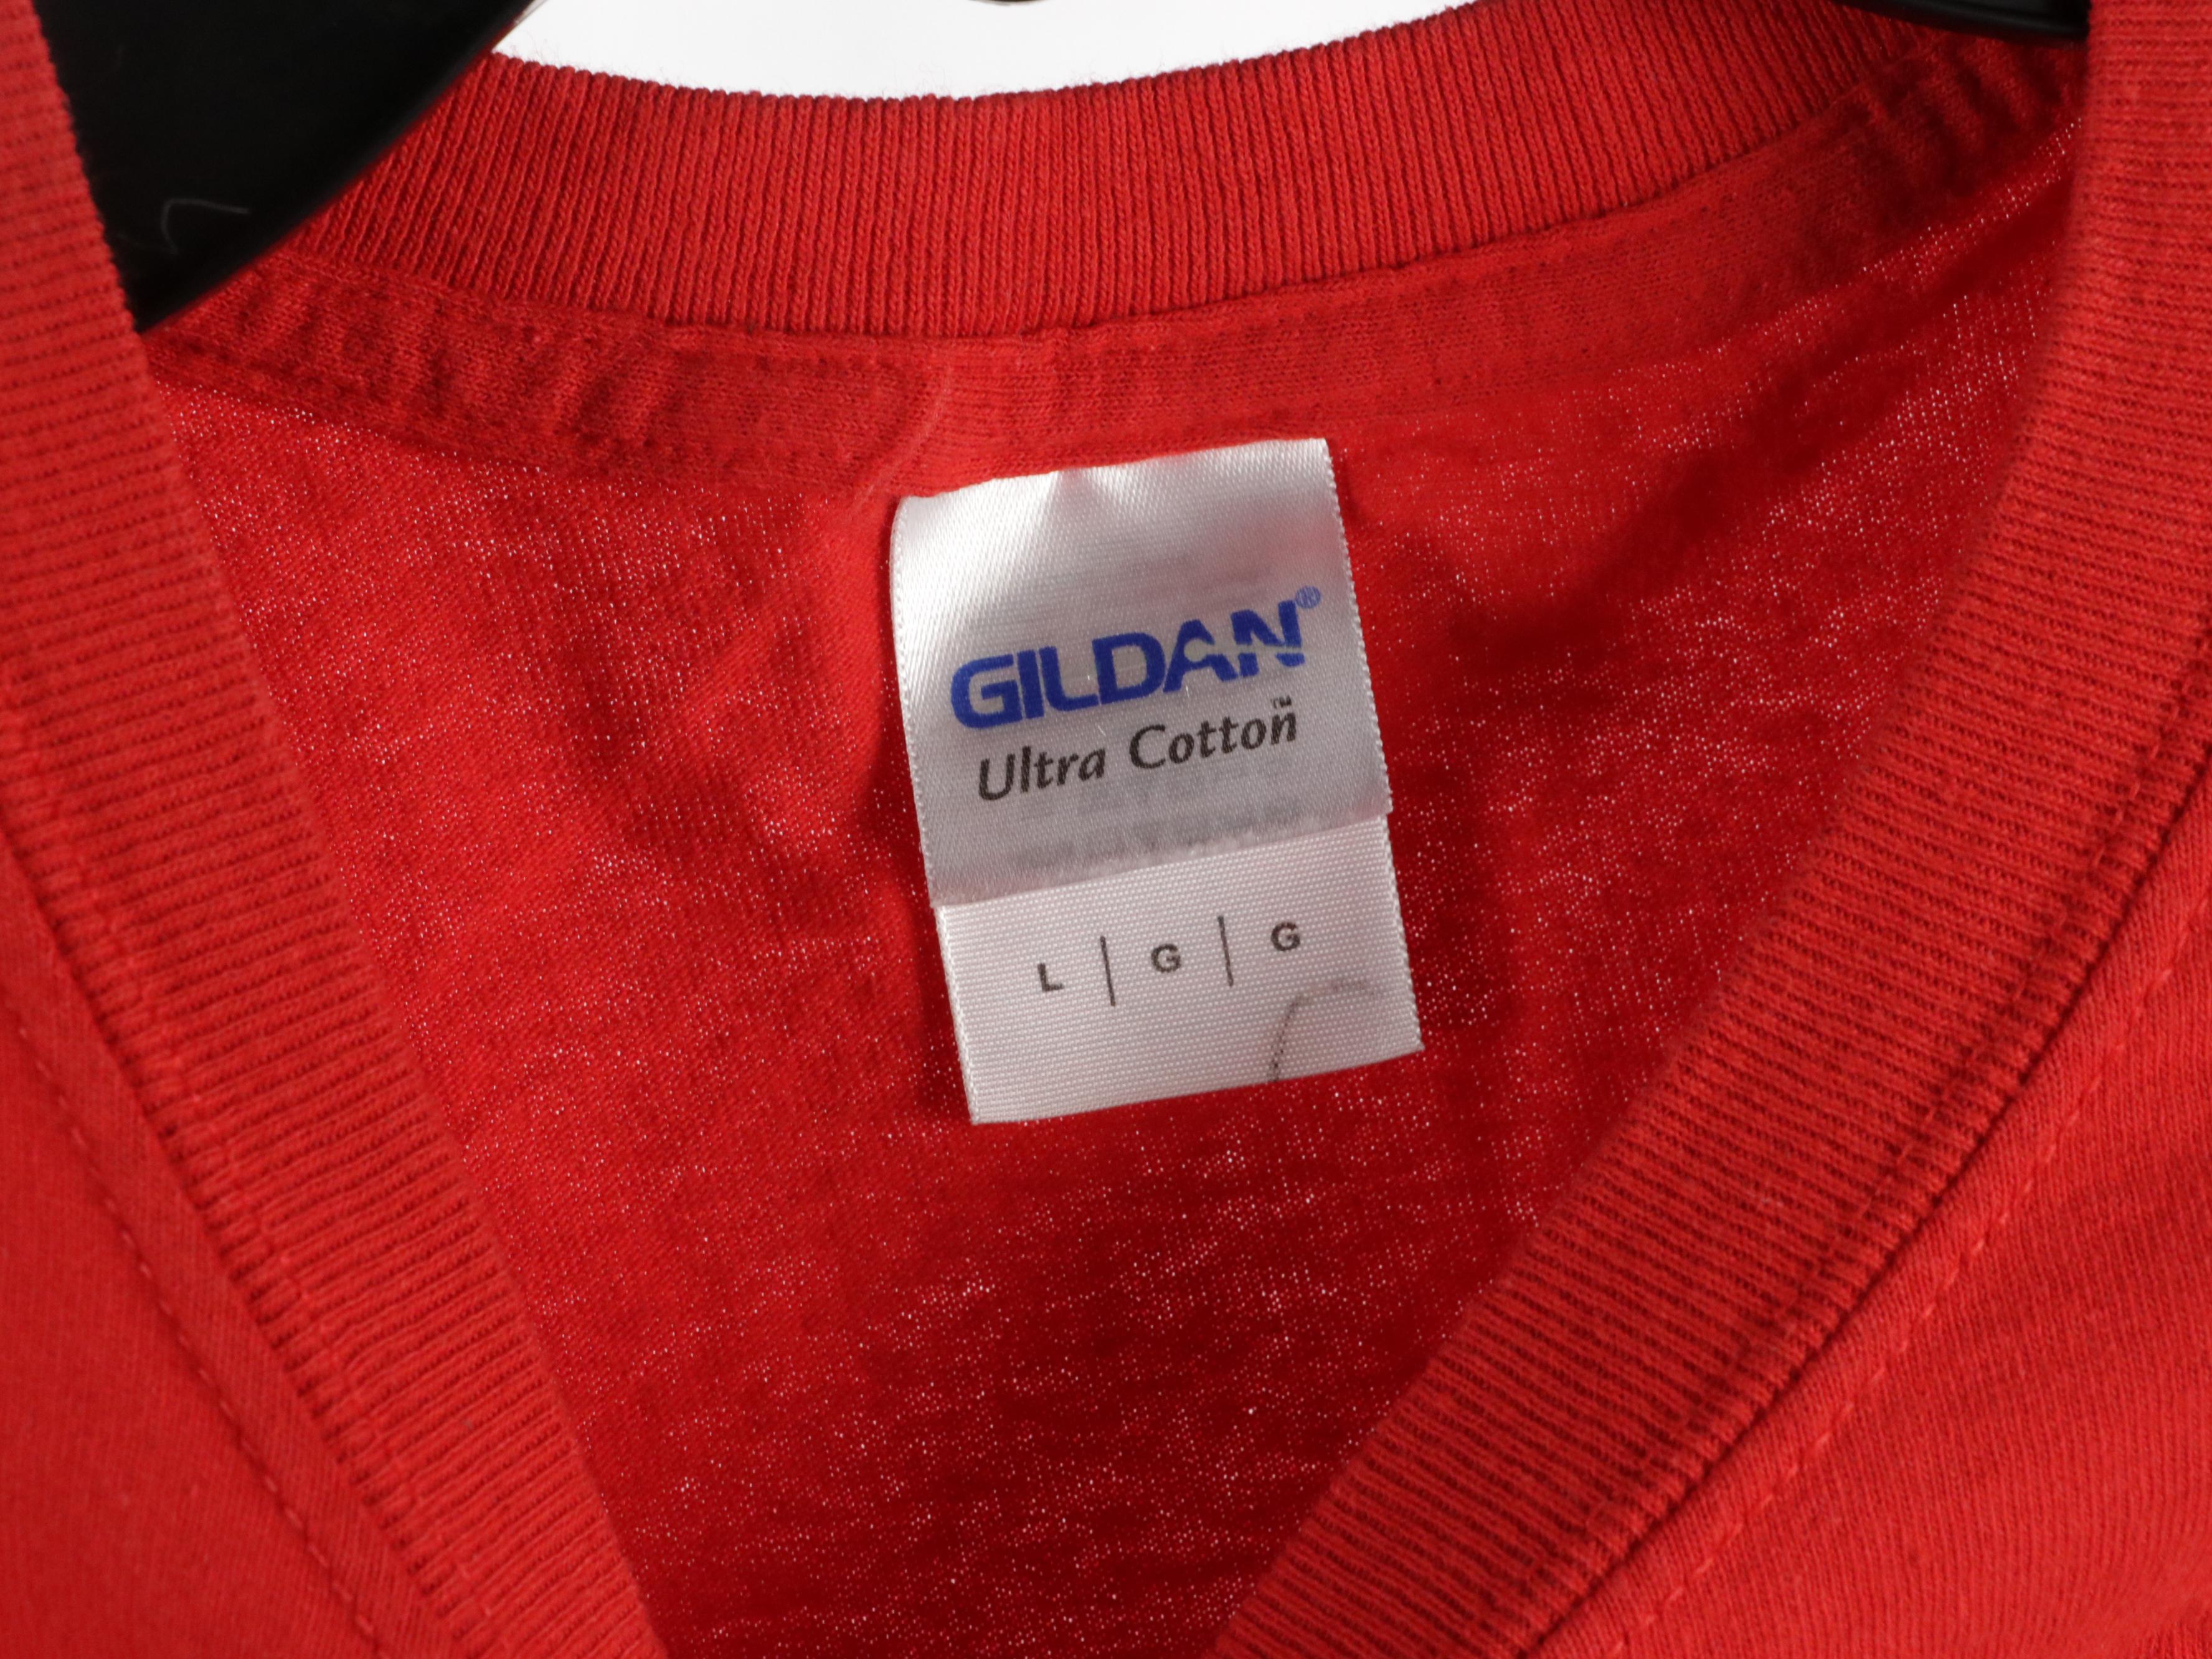 GILDAN®
Ultra Cotton™
L | G | G